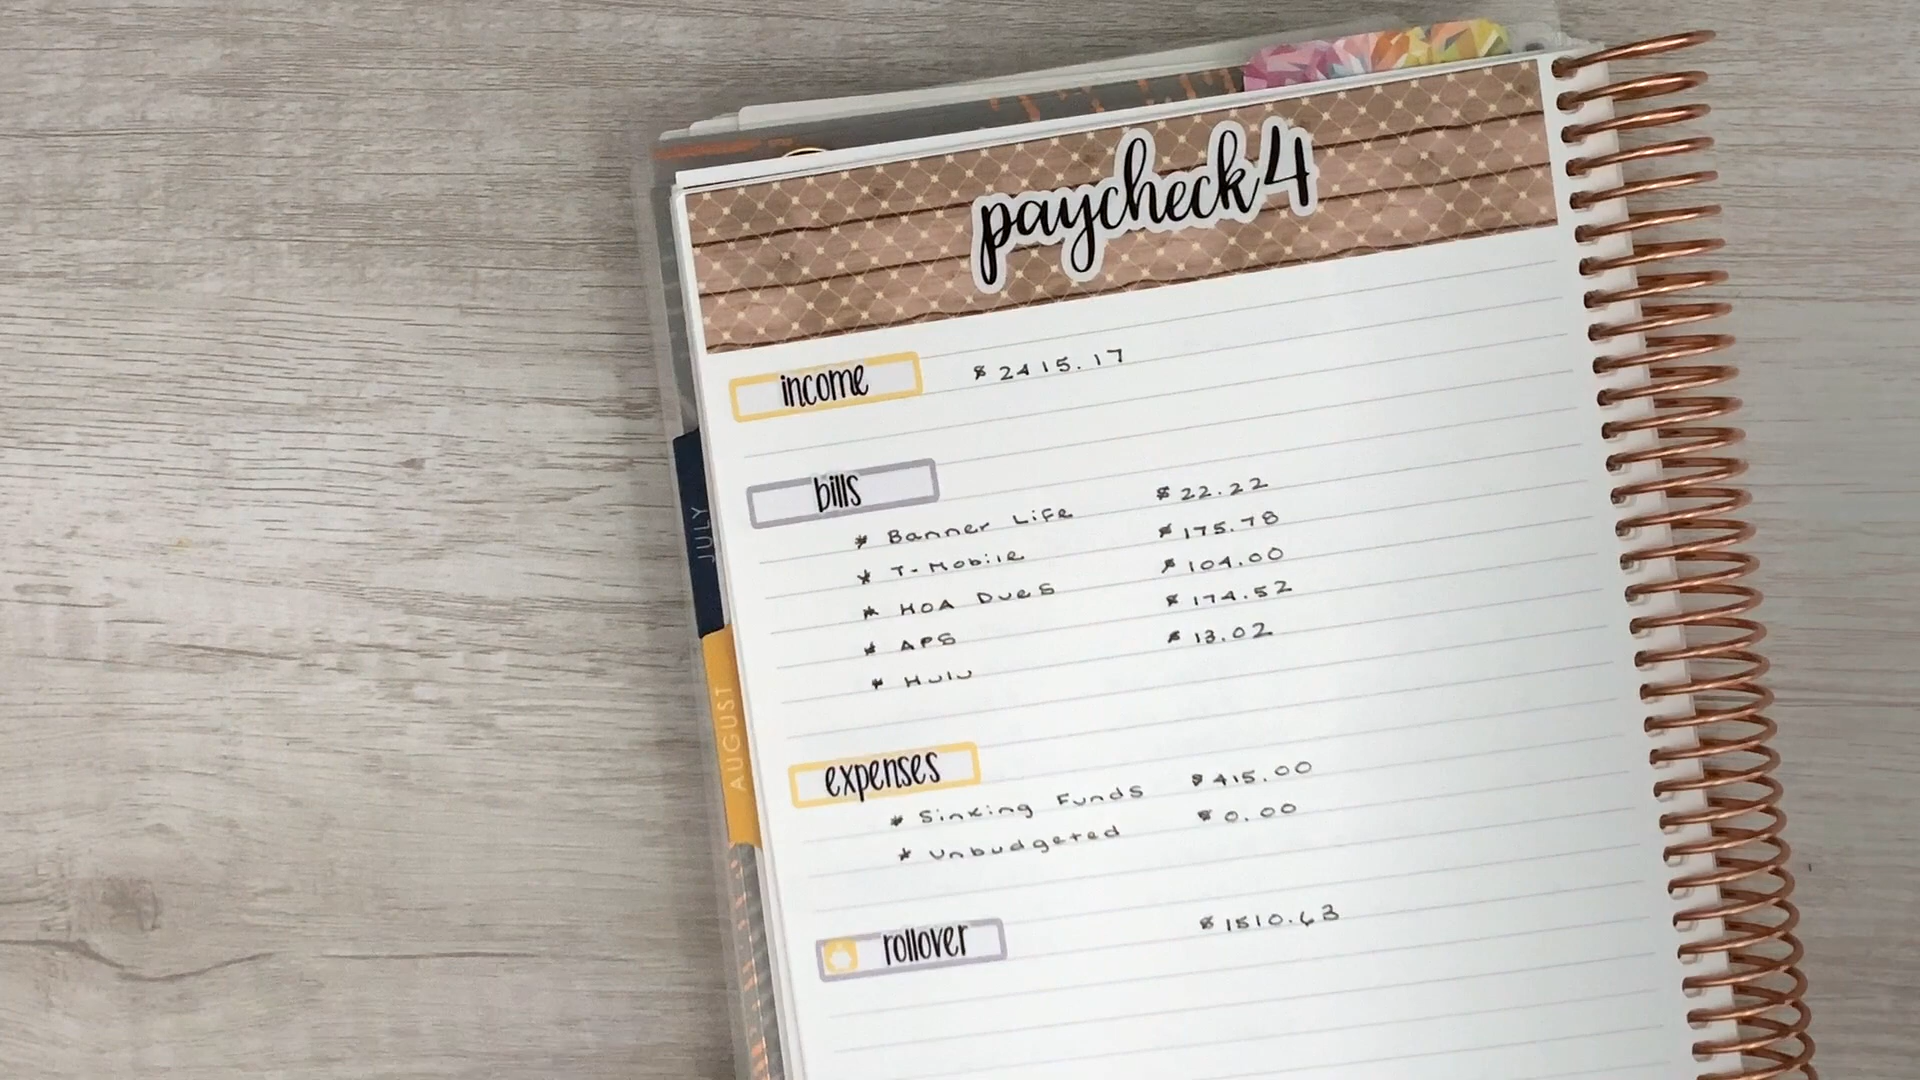 paycheck 4
income $2415.17
bills
* Banner Life $22.22
* T-Mobile $175.78
* HOA Dues $104.00
* APS $174.52
* Hulu $13.02
expenses
* Sinking Funds $415.00
* Unbudgeted $0.00
rollover $1510.63
JULY
AUGUST